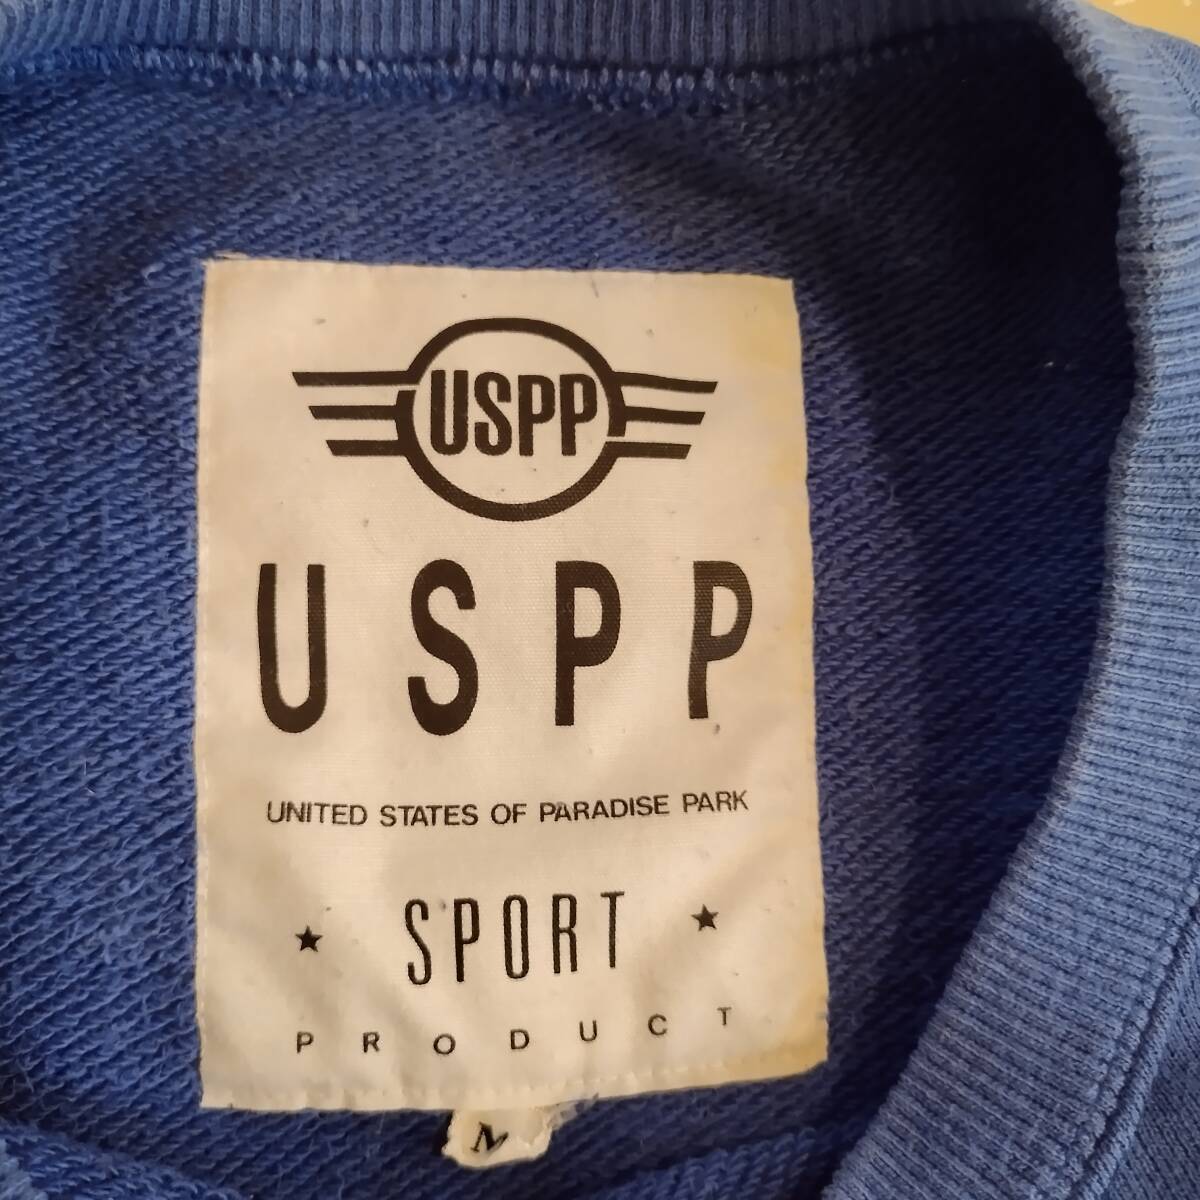 USPP
USPP
UNITED STATES OF PARADISE PARK
★ SPORT ★
PRODUCT
M